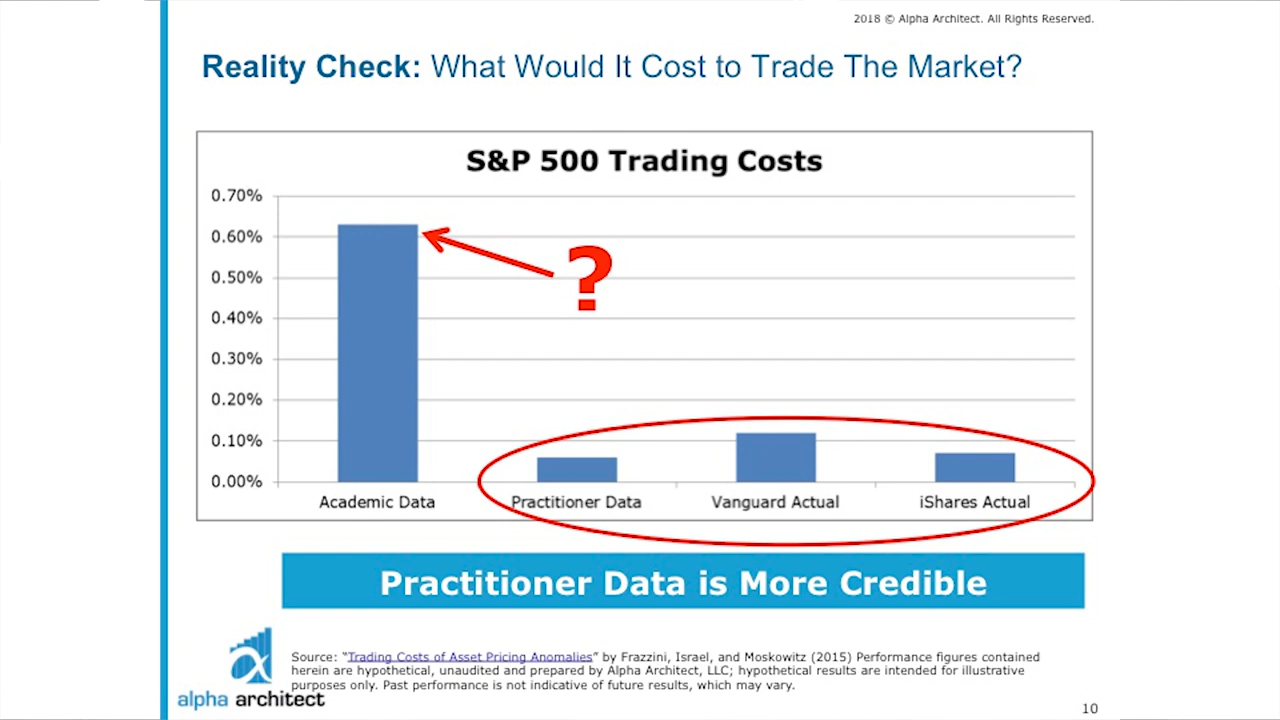 2018 © Alpha Architect. All Rights Reserved.
Reality Check: What Would It Cost to Trade The Market?
S&P 500 Trading Costs
0.70%
0.60%
0.50%
0.40%
0.30%
0.20%
0.10%
0.00%
?
Academic Data
Practitioner Data
Vanguard Actual
iShares Actual
Practitioner Data is More Credible
Source: “Trading Costs of Asset Pricing Anomalies” by Frazzini, Israel, and Moskowitz (2015) Performance figures contained
herein are hypothetical, unaudited and prepared by Alpha Architect, LLC; hypothetical results are intended for illustrative
purposes only. Past performance is not indicative of future results, which may vary.
alpha architect
10